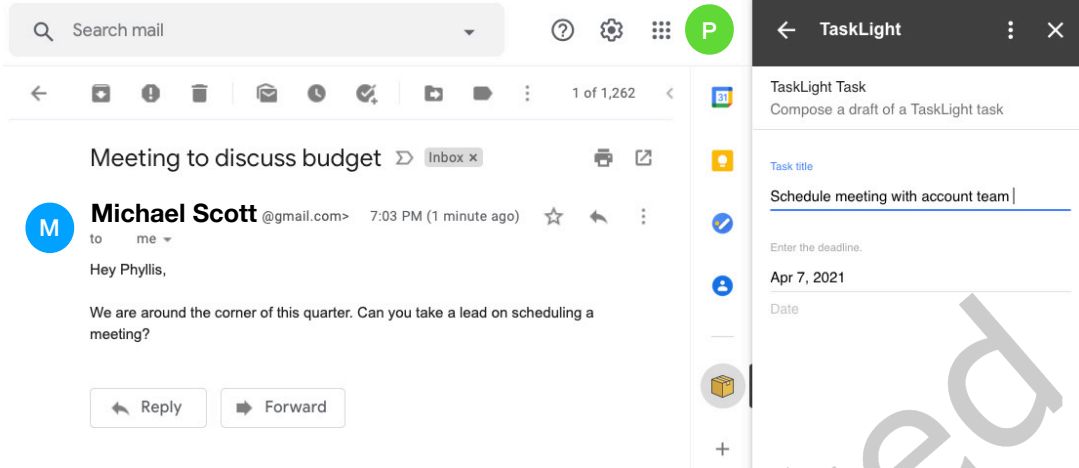 Search mail
P
TaskLight
1 of 1,262
31
TaskLight Task
Compose a draft of a TaskLight task
Meeting to discuss budget Inbox ×
Task title
Schedule meeting with account team
M
Michael Scott @gmail.com> 7:03 PM (1 minute ago)
to me
Enter the deadline.
Hey Phyllis,
Apr 7, 2021
We are around the corner of this quarter. Can you take a lead on scheduling a
meeting?
Date
Reply Forward
ed